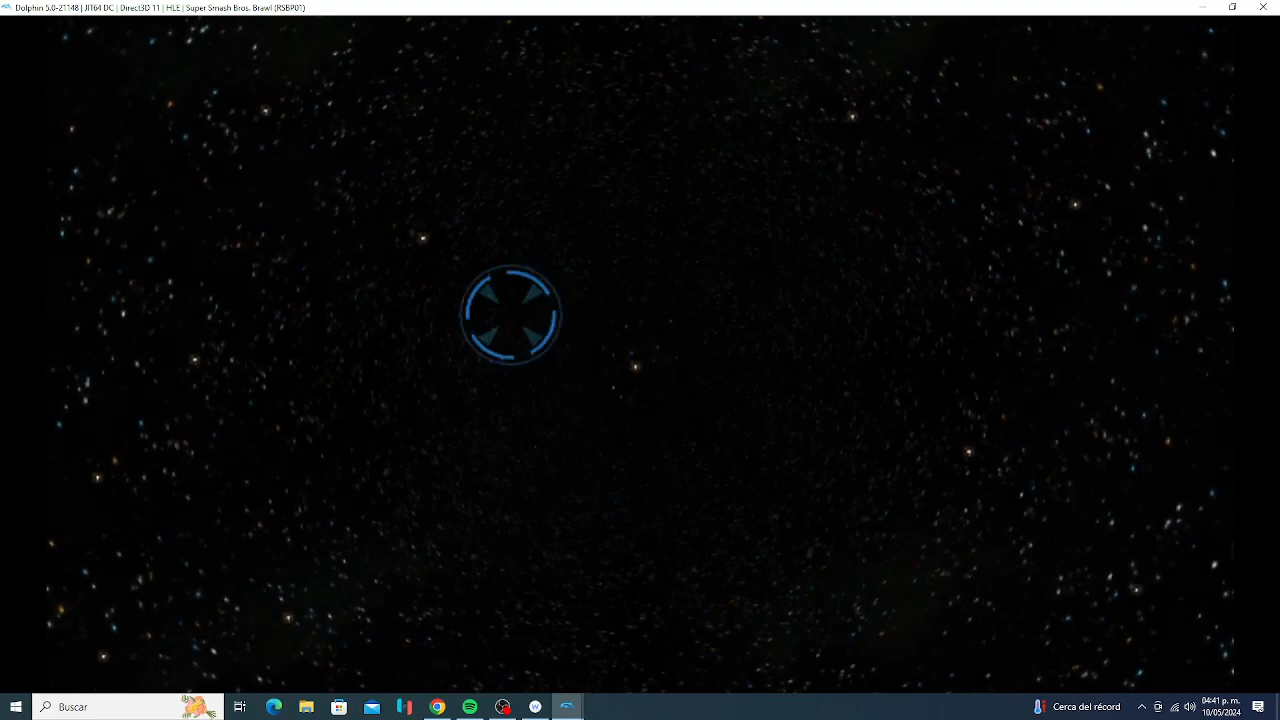 Dolphin 5.0-21148 | JIT64 DC | Direct3D 11 | HLE | Super Smash Bros. Brawl (RSBP01)
Buscar
Cerca del récord
04:41 p. m.
10/05/2024